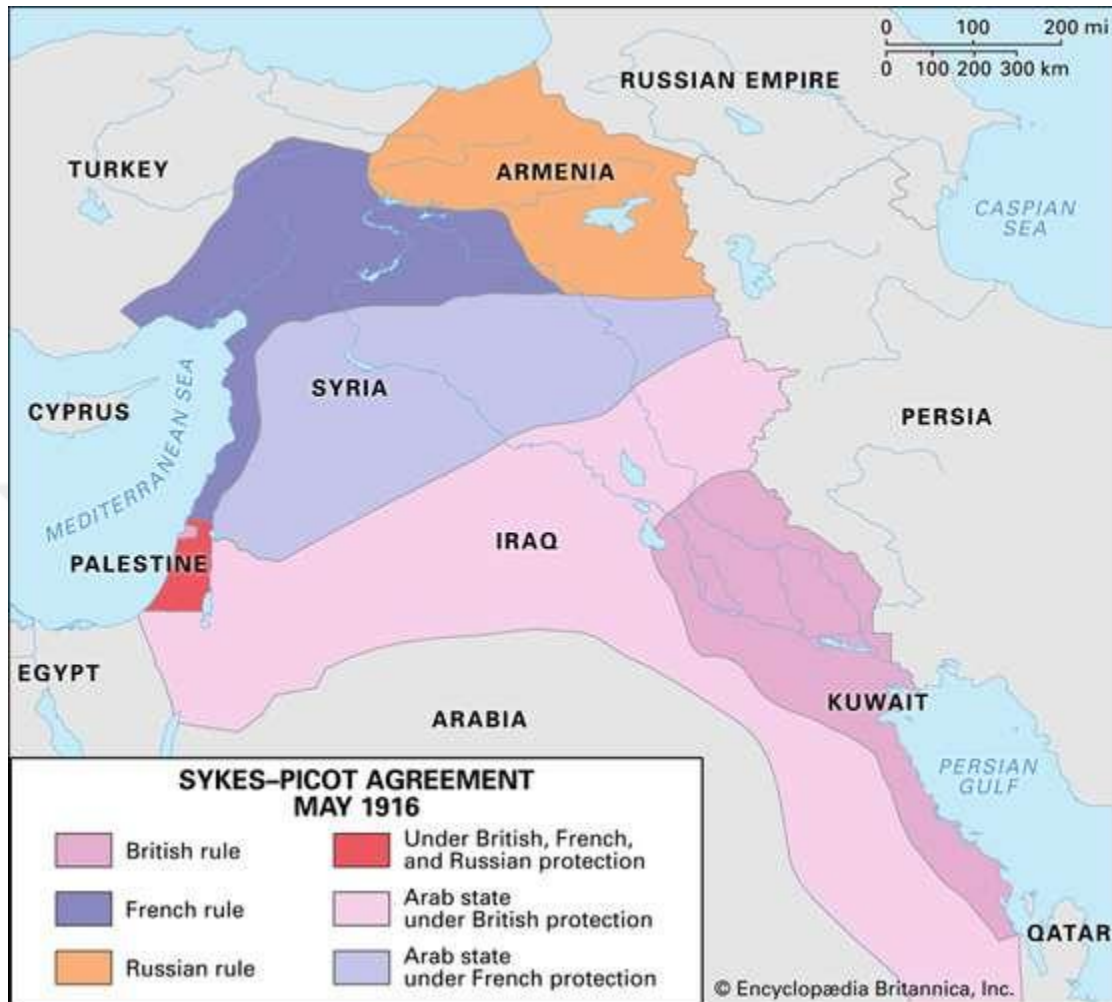 0 100 200 mi
0 100 200 300 km
RUSSIAN EMPIRE
TURKEY
ARMENIA
CASPIAN
SEA
SYRIA
CYPRUS
PERSIA
MEDITERRANEAN SEA
IRAQ
PALESTINE
EGYPT
KUWAIT
ARABIA
PERSIAN
GULF
QATAR
SYKES–PICOT AGREEMENT
MAY 1916
British rule
French rule
Russian rule
Under British, French,
and Russian protection
Arab state
under British protection
Arab state
under French protection
© Encyclopædia Britannica, Inc.